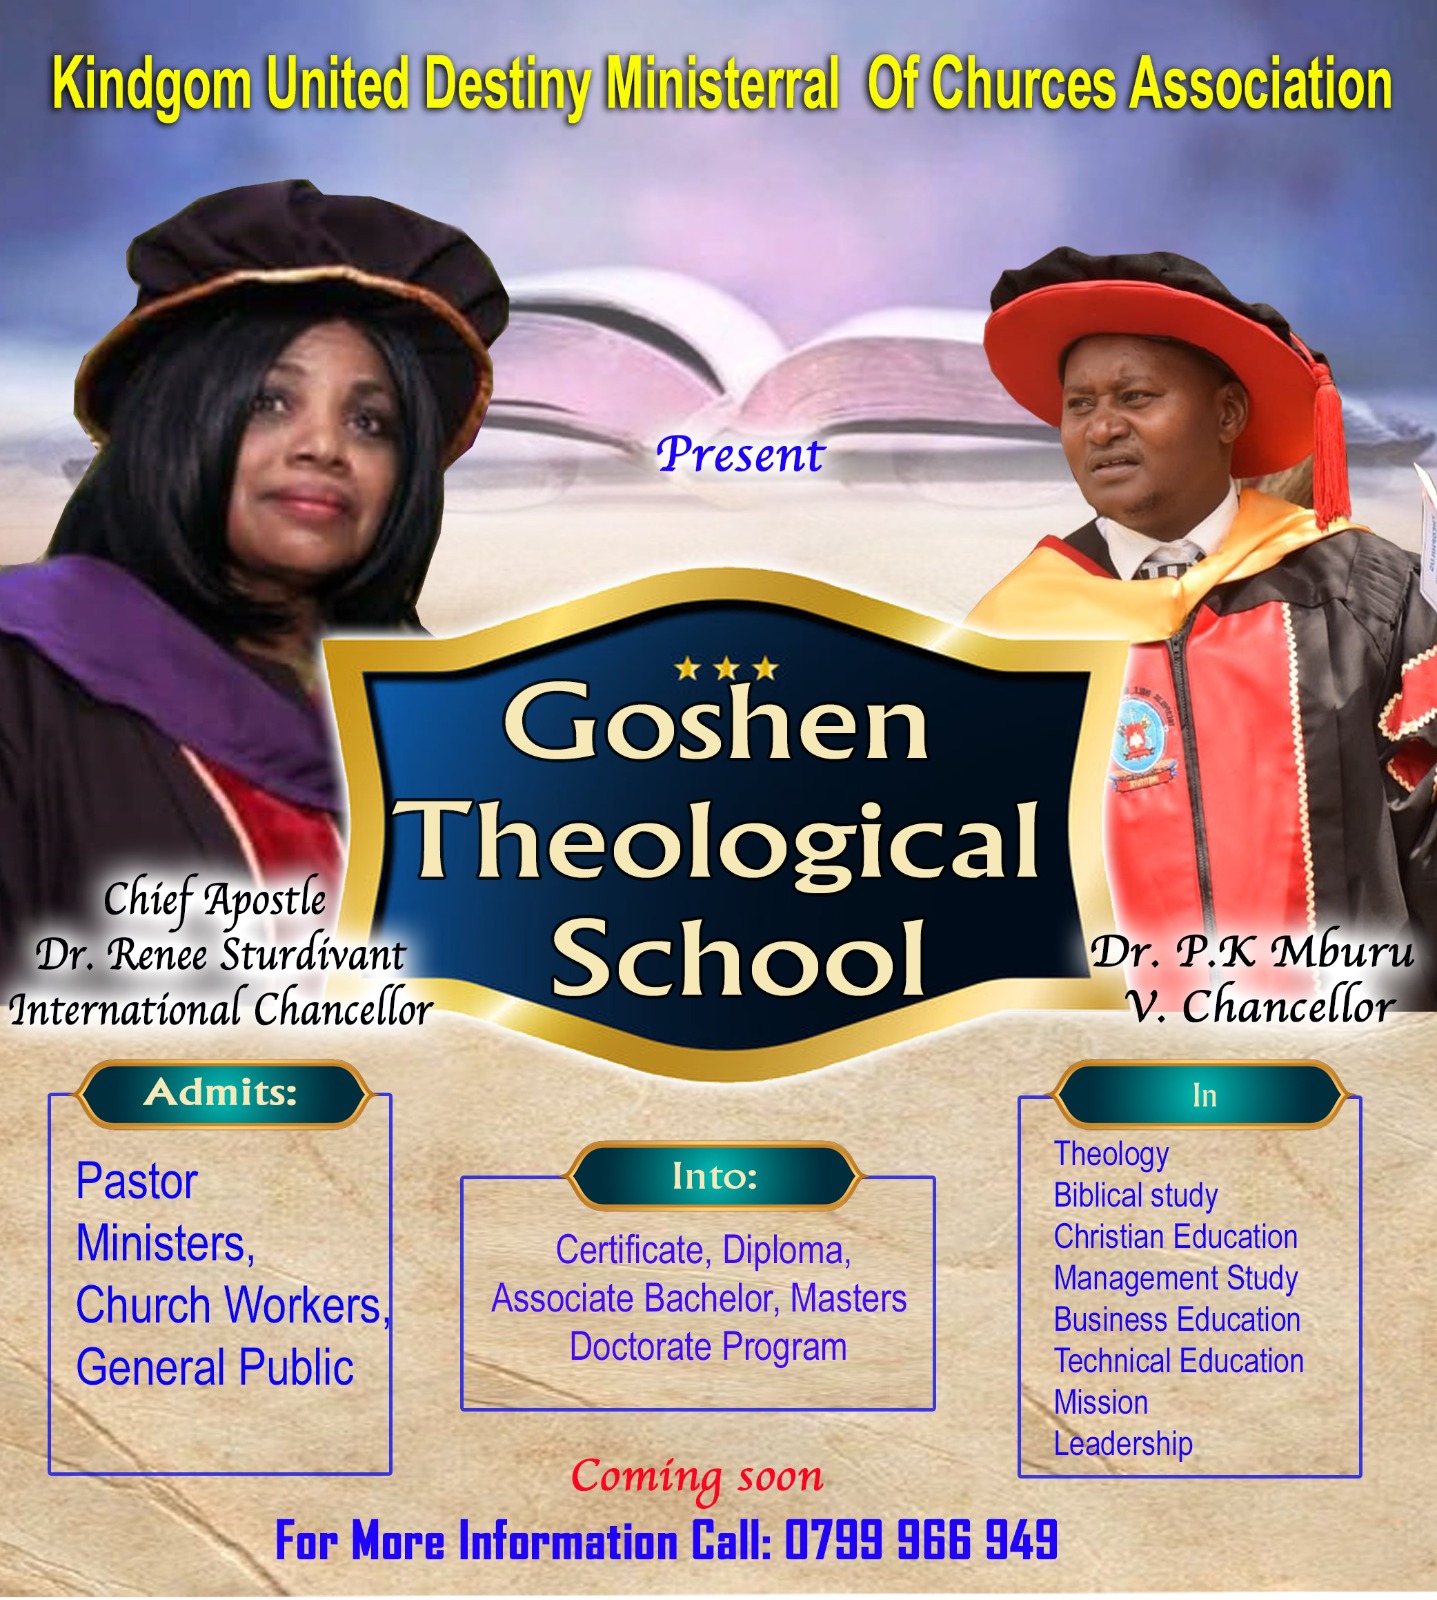 Kindgom United Destiny Ministerral Of Churces Association
Present
Goshen
Theological
School
Chief Apostle
Dr. Renee Sturdivant
International Chancellor
Dr. P.K Mburu
V. Chancellor
Admits:
Pastor
Ministers,
Church Workers,
General Public
Into:
Certificate, Diploma,
Associate Bachelor, Masters
Doctorate Program
In
Theology
Biblical study
Christian Education
Management Study
Business Education
Technical Education
Mission
Leadership
Coming soon
For More Information Call: 0799 966 949